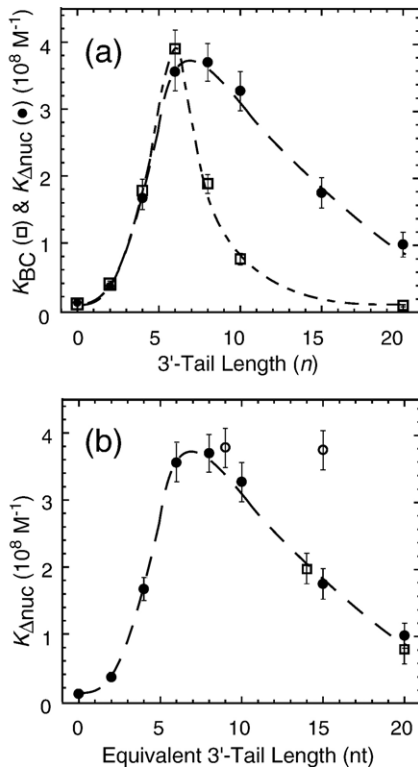 (a)
K_BC (□) & K_Δnuc (●) (10^8 M^-1)
4
3
2
1
0
0 5 10 15 20
3'-Tail Length (n)
(b)
K_Δnuc (10^8 M^-1)
4
3
2
1
0
0 5 10 15 20
Equivalent 3'-Tail Length (nt)